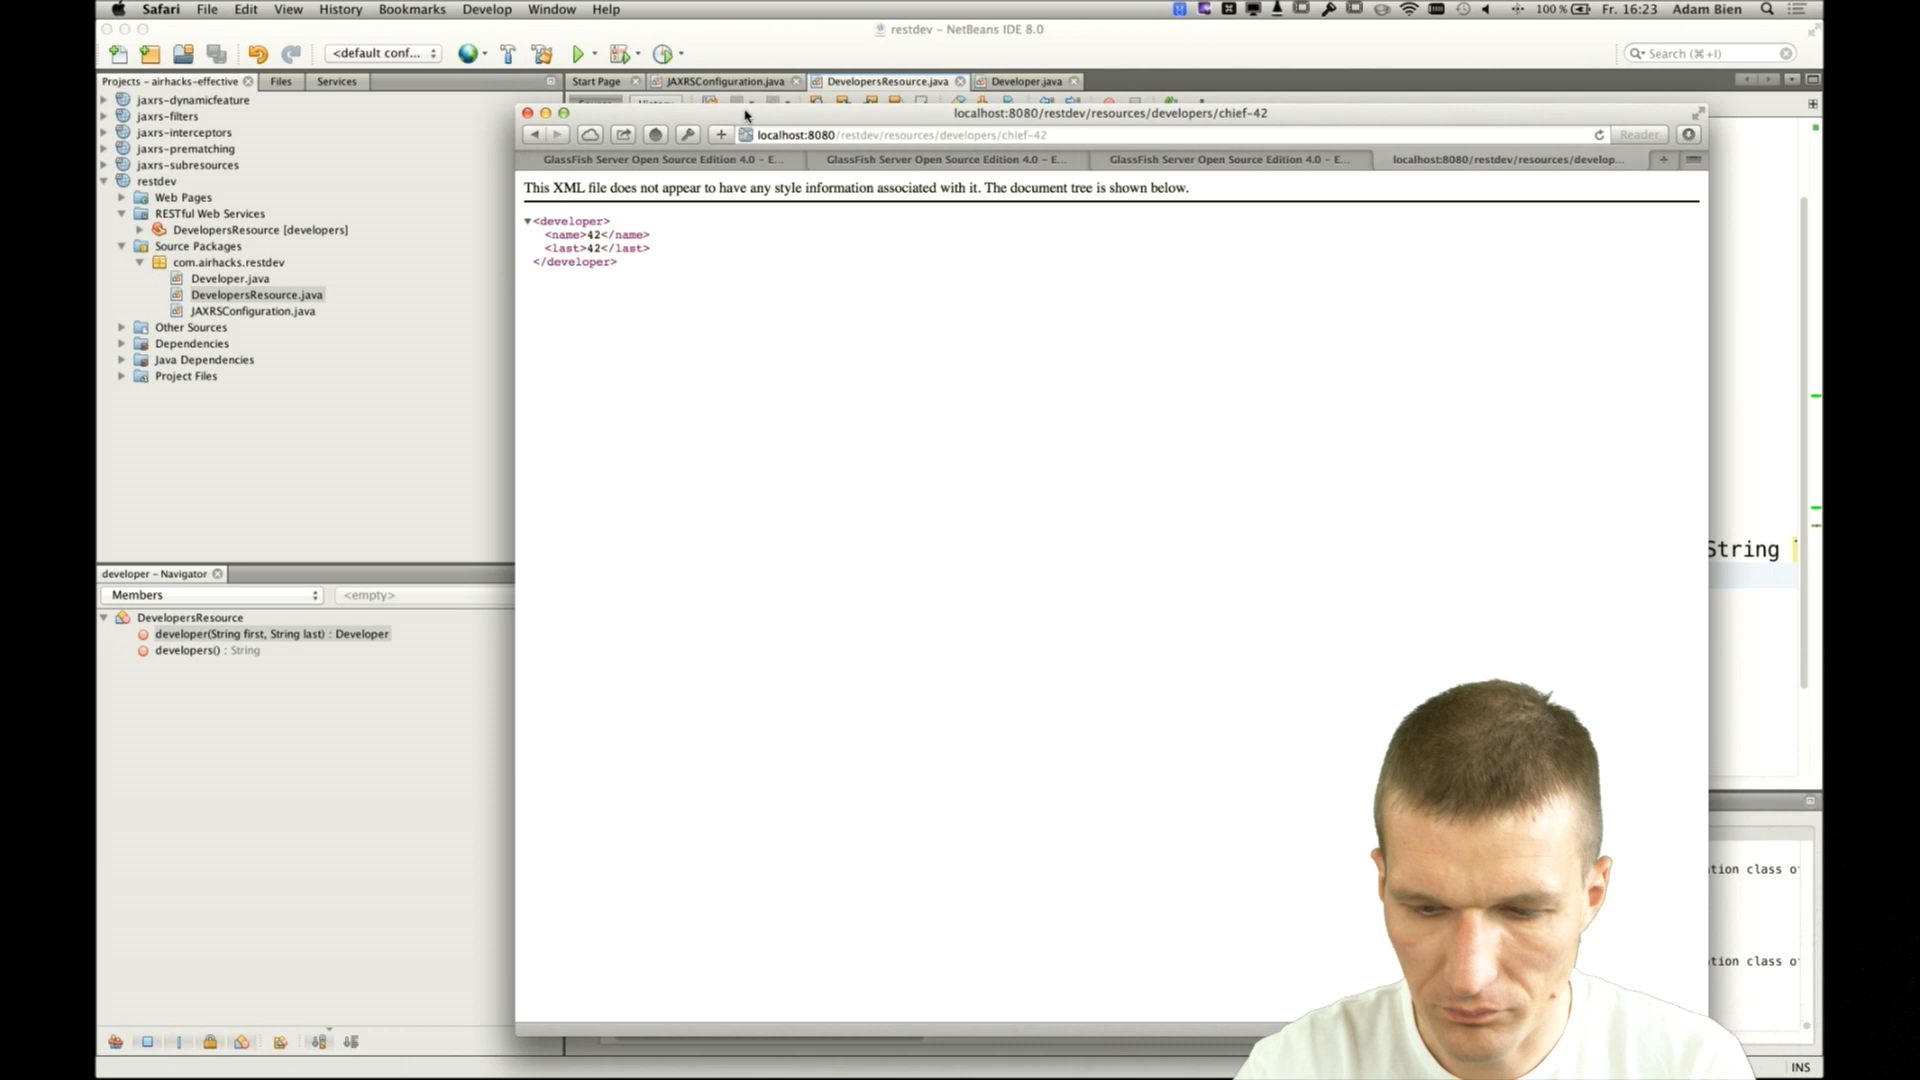 Safari File Edit View History Bookmarks Develop Window Help
100% Fr. 16:23 Adam Bien
restdev – NetBeans IDE 8.0
<default conf...
Search (⌘+I)
Projects – airhacks-effective Files Services
Start Page JAXRSConfiguration.java DevelopersResource.java Developer.java
jaxrs-dynamicfeature
jaxrs-filters
jaxrs-interceptors
jaxrs-prematching
jaxrs-subresources
restdev
Web Pages
RESTful Web Services
DevelopersResource [developers]
Source Packages
com.airhacks.restdev
Developer.java
DevelopersResource.java
JAXRSConfiguration.java
Other Sources
Dependencies
Java Dependencies
Project Files
localhost:8080/restdev/resources/developers/chief-42
localhost:8080/restdev/resources/developers/chief-42
Reader
GlassFish Server Open Source Edition 4.0 – E...
GlassFish Server Open Source Edition 4.0 – E...
GlassFish Server Open Source Edition 4.0 – E...
localhost:8080/restdev/resources/develop...
This XML file does not appear to have any style information associated with it. The document tree is shown below.
<developer>
<name>42</name>
<last>42</last>
</developer>
String
developer – Navigator
Members
<empty>
DevelopersResource
developer(String first, String last) : Developer
developers() : String
tion class o
tion class o
INS